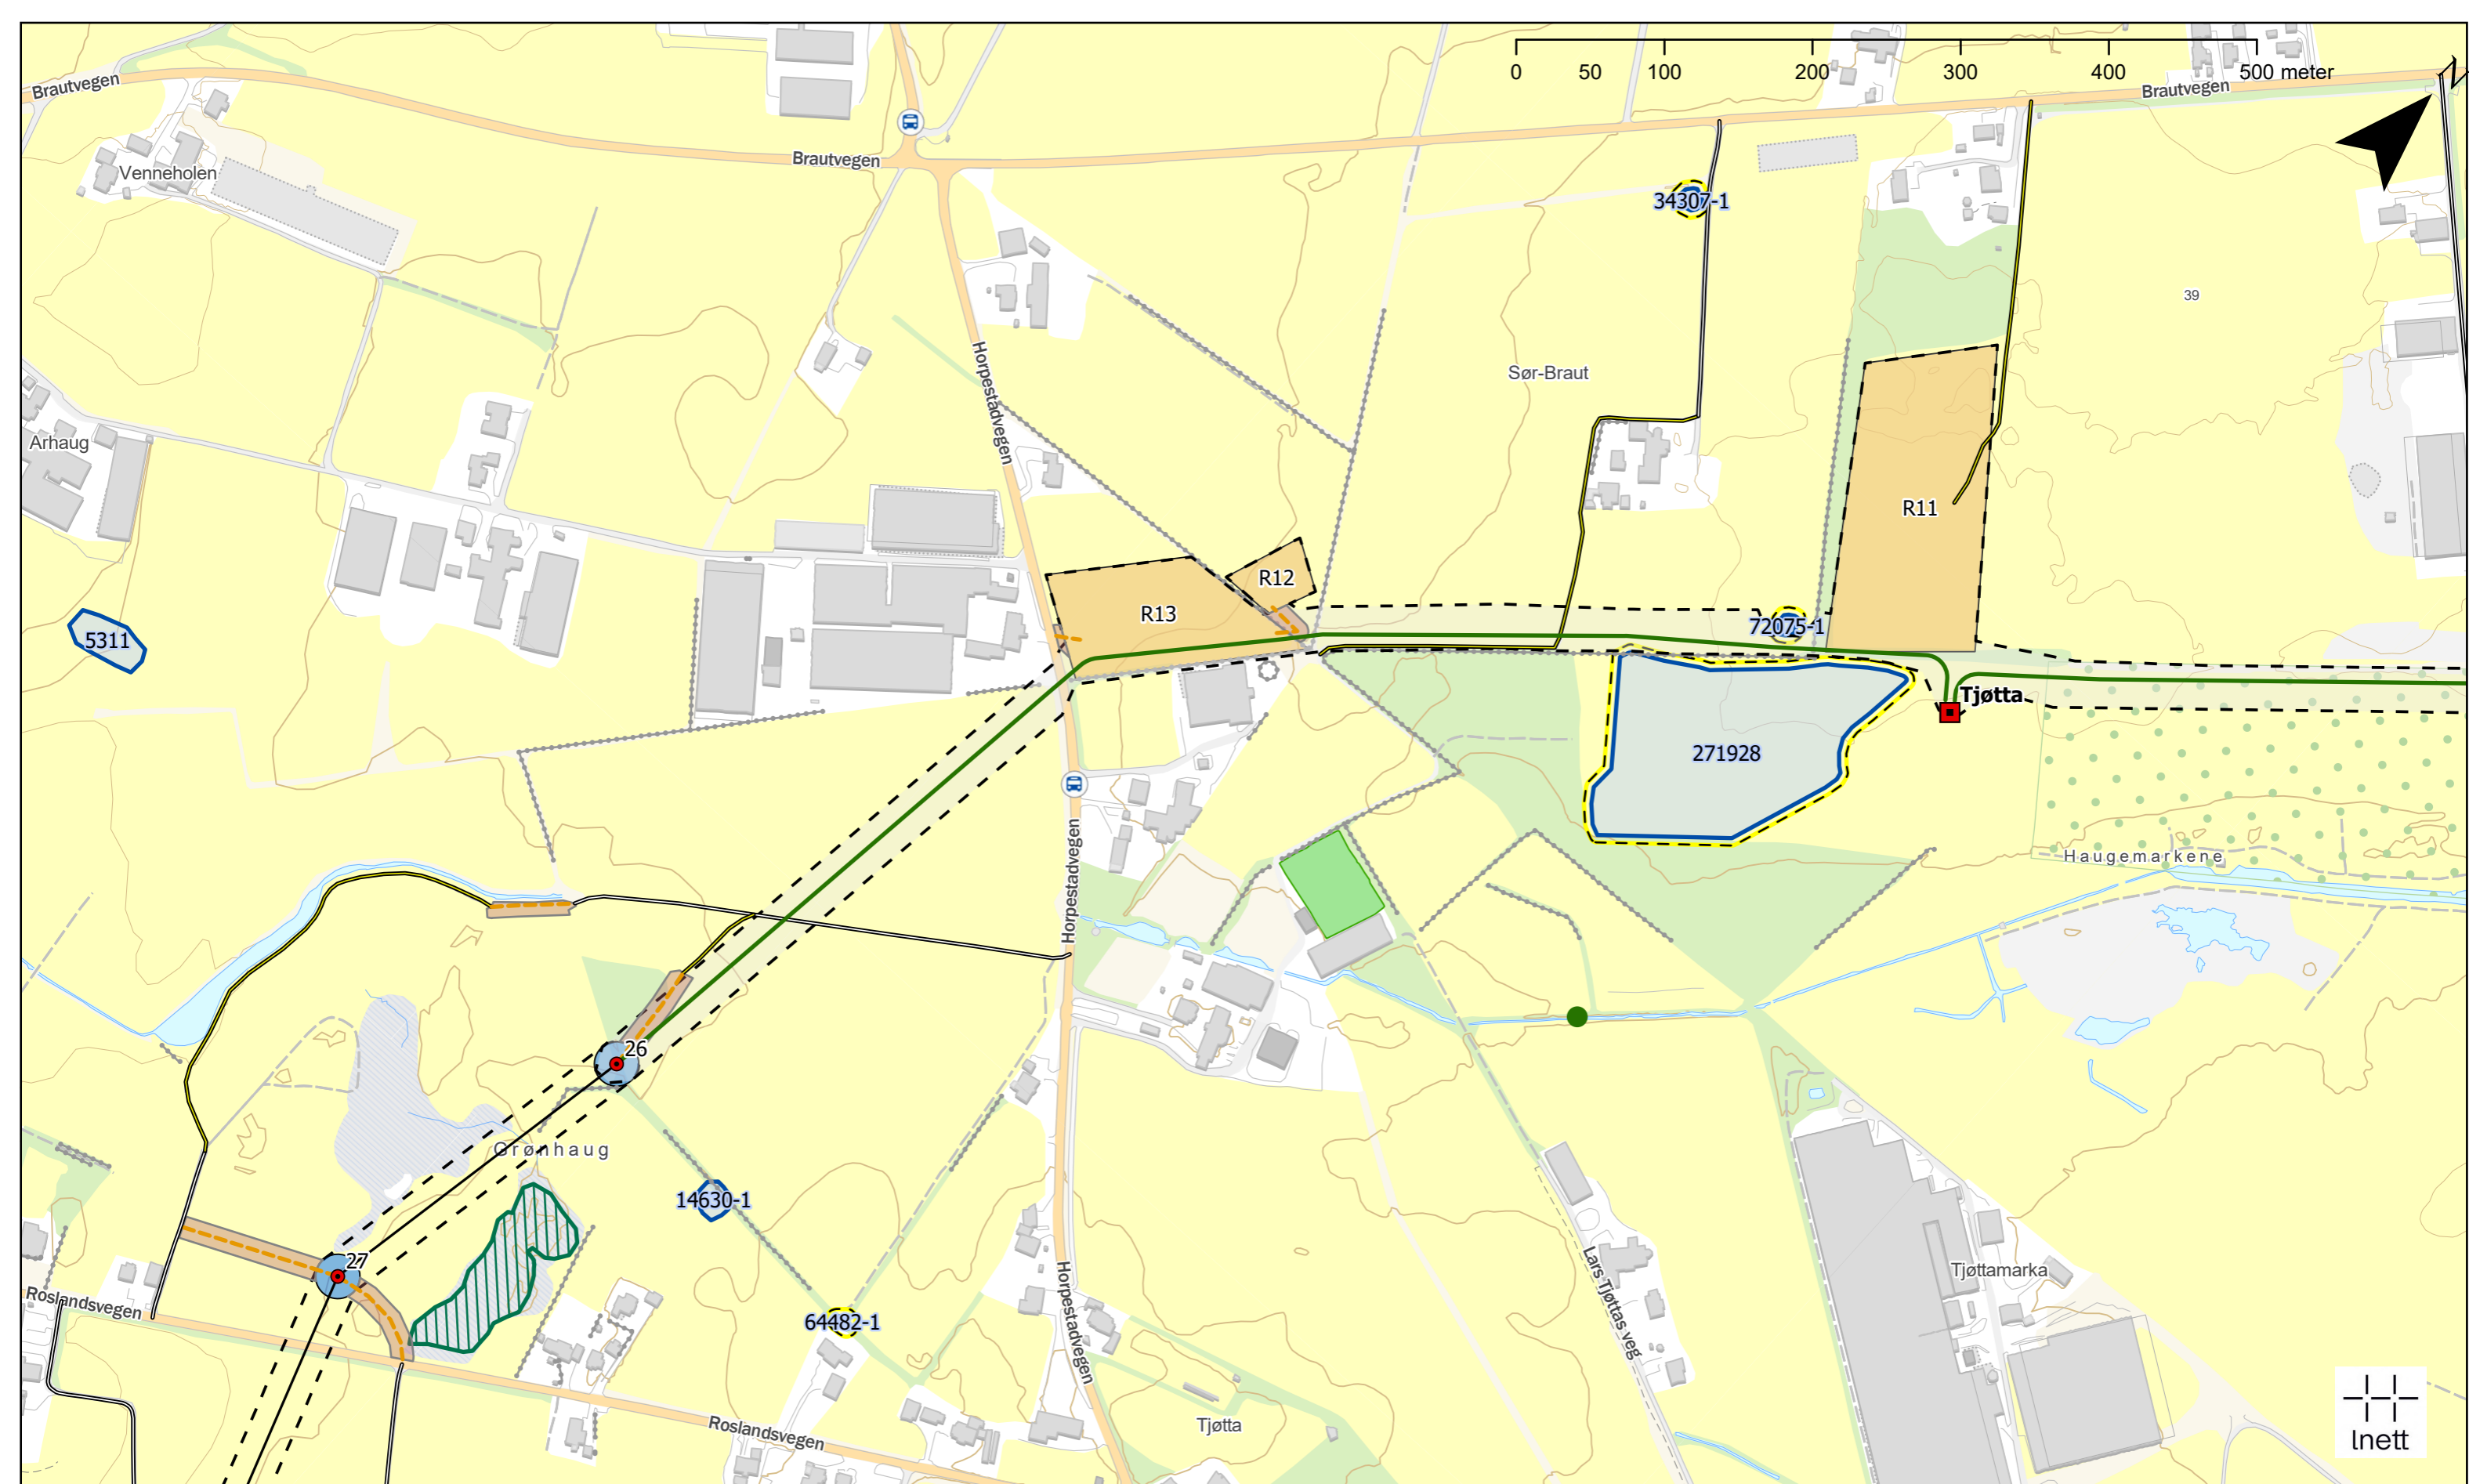 0 50 100 200 300 400 500 meter
Brautvegen
Brautvegen
Brautvegen
Venneholen
34307-1
39
Horpestadvegen
Sør-Braut
Arhaug
R11
R12
R13
5311
72075-1
Tjøtta
271928
Horpestadvegen
Haugemarkene
26
Grønhaug
14630-1
27
Roslandsvegen
64482-1
Horpestadvegen
Lars Tjøttas veg
Tjøttamarka
Roslandsvegen
Tjøtta
lnett
N